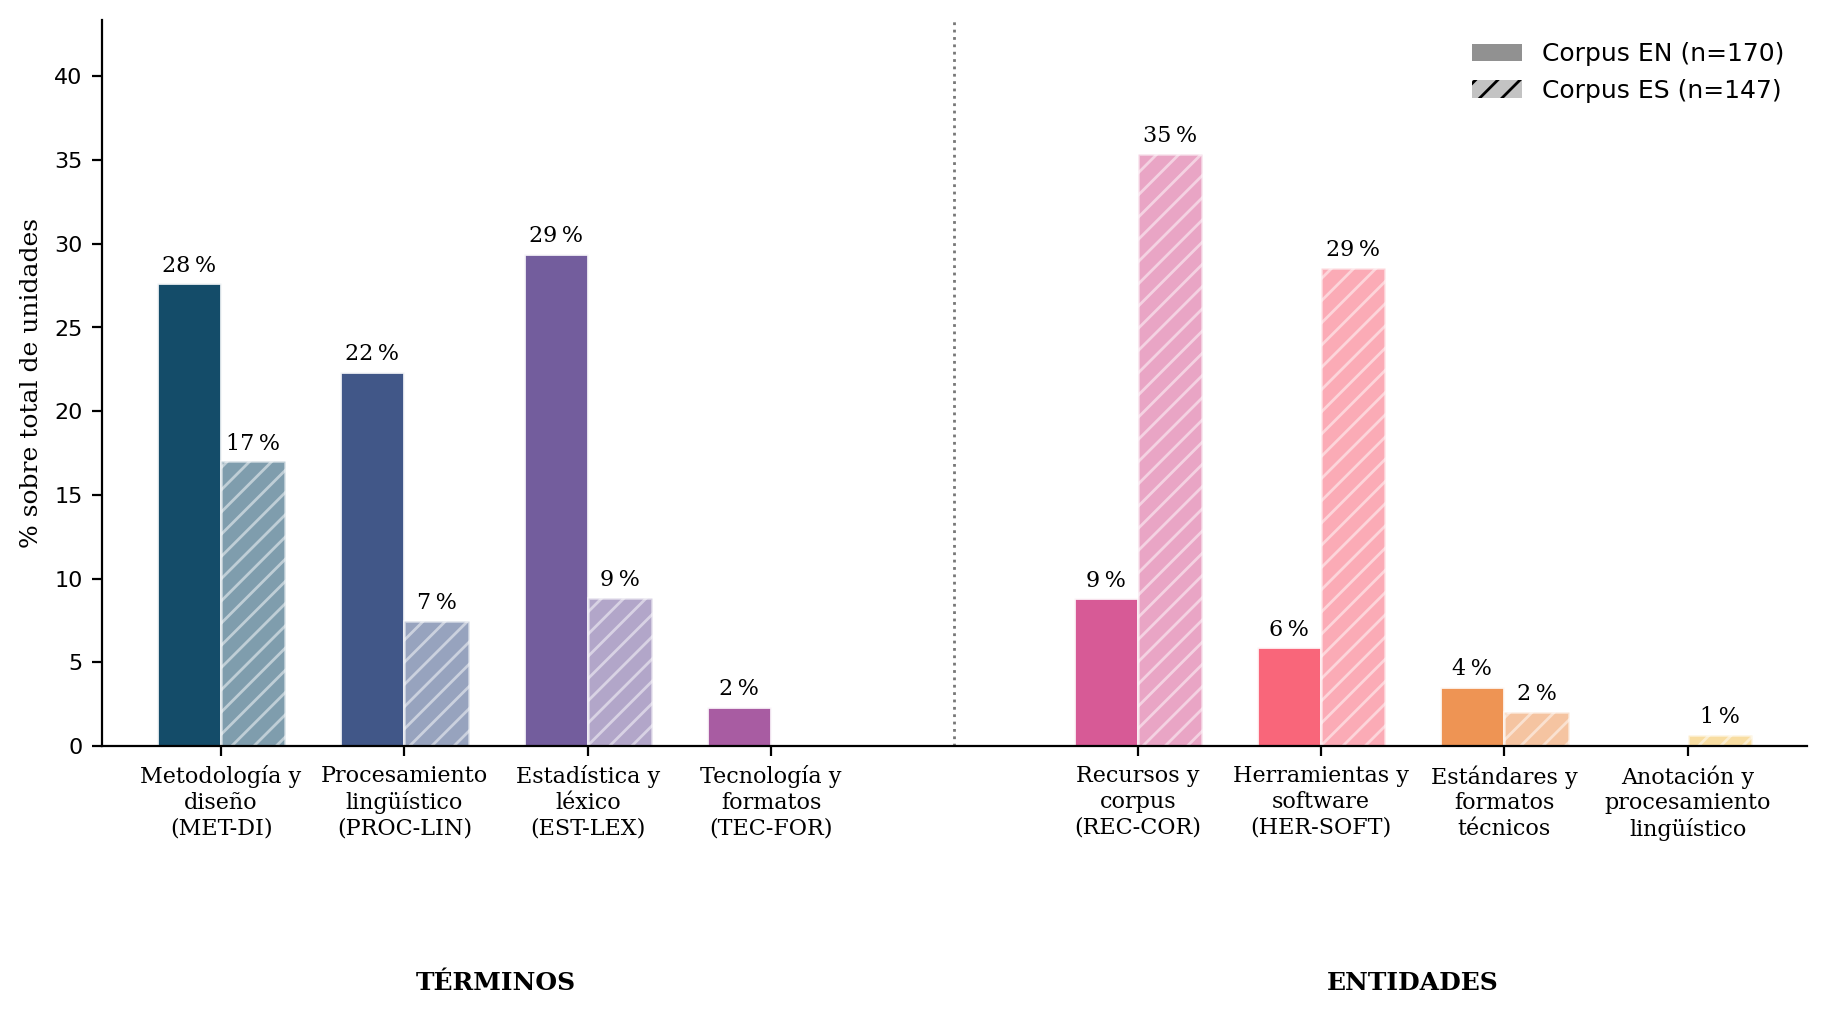 Corpus EN (n=170)
Corpus ES (n=147)
% sobre total de unidades
40
35
30
25
20
15
10
5
0
28 %
17 %
22 %
7 %
29 %
9 %
2 %
9 %
35 %
6 %
29 %
4 %
2 %
1 %
Metodología y
diseño
(MET-DI)
Procesamiento
lingüístico
(PROC-LIN)
Estadística y
léxico
(EST-LEX)
Tecnología y
formatos
(TEC-FOR)
Recursos y
corpus
(REC-COR)
Herramientas y
software
(HER-SOFT)
Estándares y
formatos
técnicos
Anotación y
procesamiento
lingüístico
TÉRMINOS
ENTIDADES